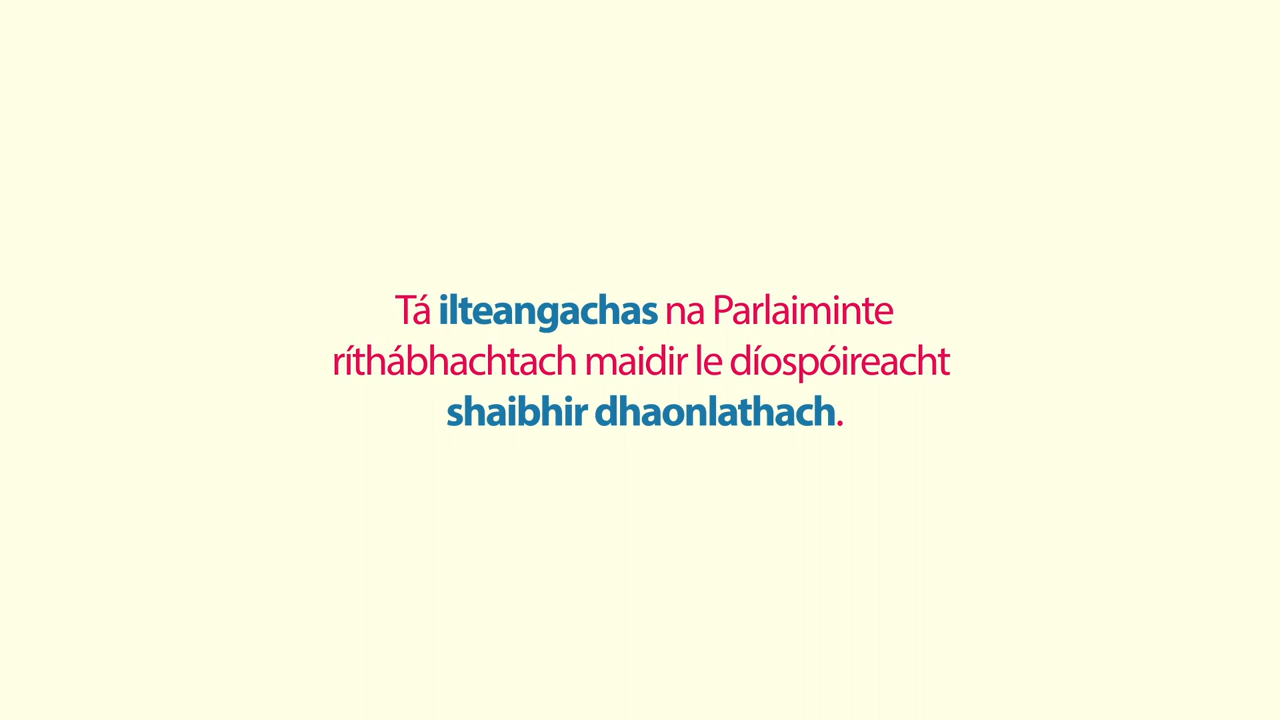 Tá ilteangachas na Parlaiminte
ríthábhachtach maidir le díospóireacht
shaibhir dhaonlathach.